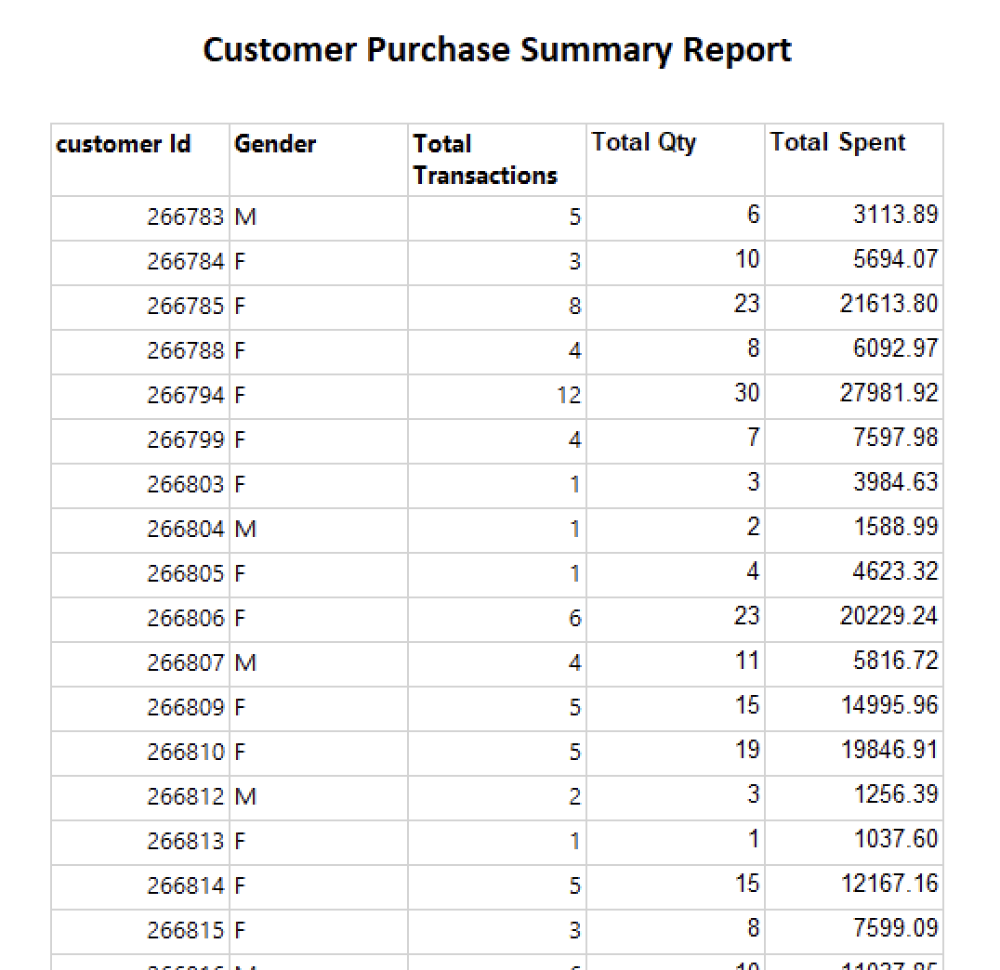 Customer Purchase Summary Report
customer Id Gender Total Transactions Total Qty Total Spent
266783 M 5 6 3113.89
266784 F 3 10 5694.07
266785 F 8 23 21613.80
266788 F 4 8 6092.97
266794 F 12 30 27981.92
266799 F 4 7 7597.98
266803 F 1 3 3984.63
266804 M 1 2 1588.99
266805 F 1 4 4623.32
266806 F 6 23 20229.24
266807 M 4 11 5816.72
266809 F 5 15 14995.96
266810 F 5 19 19846.91
266812 M 2 3 1256.39
266813 F 1 1 1037.60
266814 F 5 15 12167.16
266815 F 3 8 7599.09